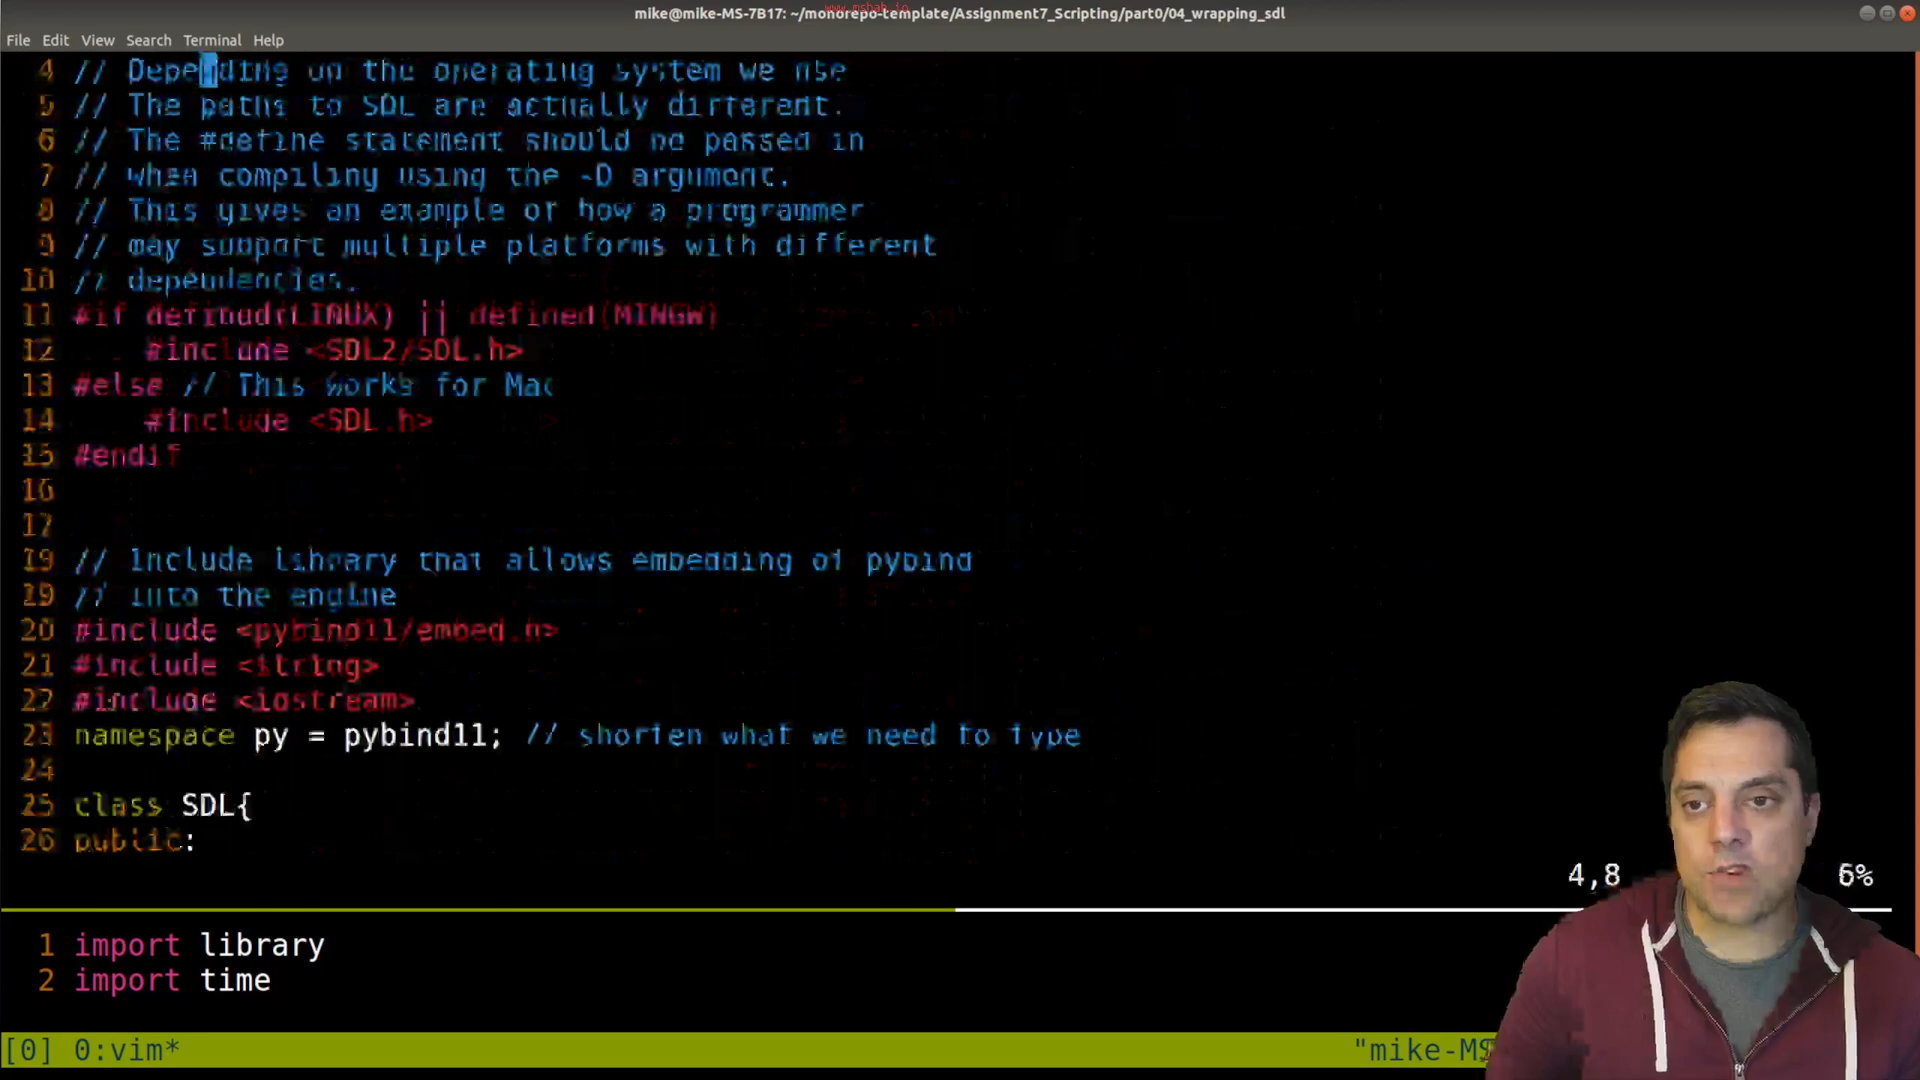 www.mshah.io
mike@mike-MS-7B17: ~/monorepo-template/Assignment7_Scripting/part0/04_wrapping_sdl
File Edit View Search Terminal Help
4 // Depending on the operating system we use
5 // The paths to SDL are actually different.
6 // The #define statement should be passed in
7 // when compiling using the -D argument.
8 // This gives an example of how a programmer
9 // may support multiple platforms with different
10 // dependencies.
11 #if defined(LINUX) || defined(MINGW)
12 #include <SDL2/SDL.h>
13 #else // This works for Mac
14 #include <SDL.h>
15 #endif
16
17
// Include library that allows embedding of pybind
19 // into the engine
20 #include <pybind11/embed.h>
21 #include <string>
22 #include <iostream>
23 namespace py = pybind11; // shorten what we need to type
24
25 class SDL{
26 public:
4,8 6%
1 import library
2 import time
[0] 0:vim* "mike-MS